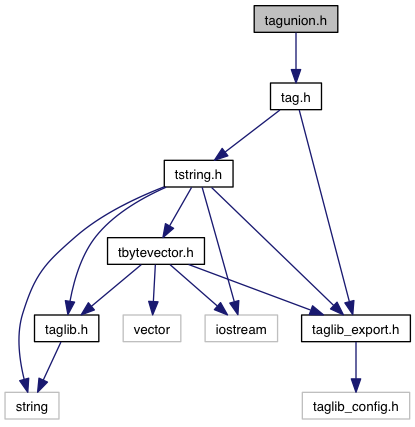 tagunion.h
tag.h
tstring.h
tbytevector.h
taglib.h
vector
iostream
taglib_export.h
string
taglib_config.h